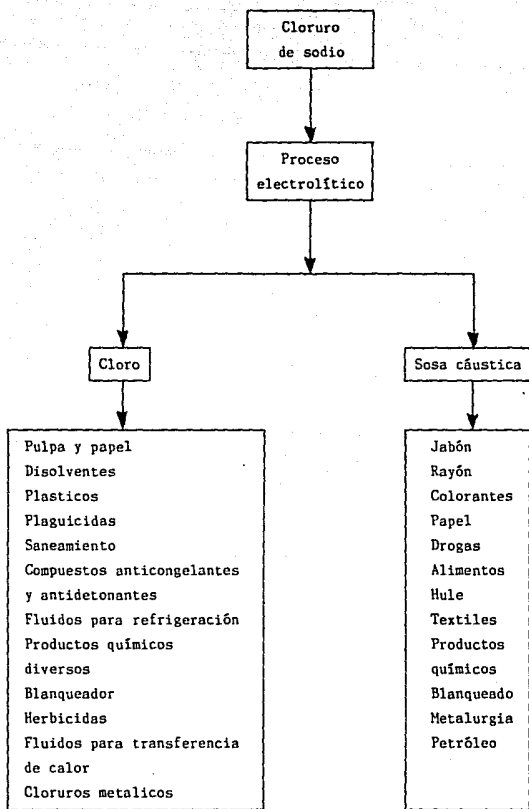 Cloruro
de sodio
Proceso
electrolítico
Cloro
Sosa cáustica
Pulpa y papel
Disolventes
Plasticos
Plaguicidas
Saneamiento
Compuestos anticongelantes
y antidetonantes
Fluidos para refrigeración
Productos químicos
diversos
Blanqueador
Herbicidas
Fluidos para transferencia
de calor
Cloruros metalicos
Jabón
Rayón
Colorantes
Papel
Drogas
Alimentos
Hule
Textiles
Productos
químicos
Blanqueado
Metalurgia
Petróleo